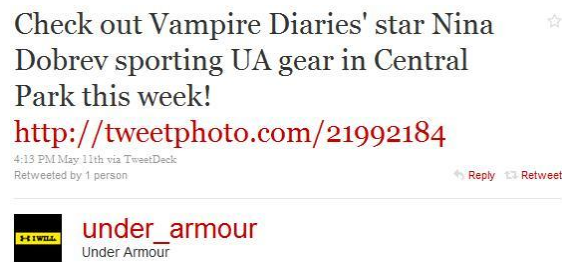 Check out Vampire Diaries' star Nina
Dobrev sporting UA gear in Central
Park this week!
http://tweetphoto.com/21992184
4:13 PM May 11th via TweetDeck
Retweeted by 1 person
Reply Retweet
I WILL.
under_armour
Under Armour